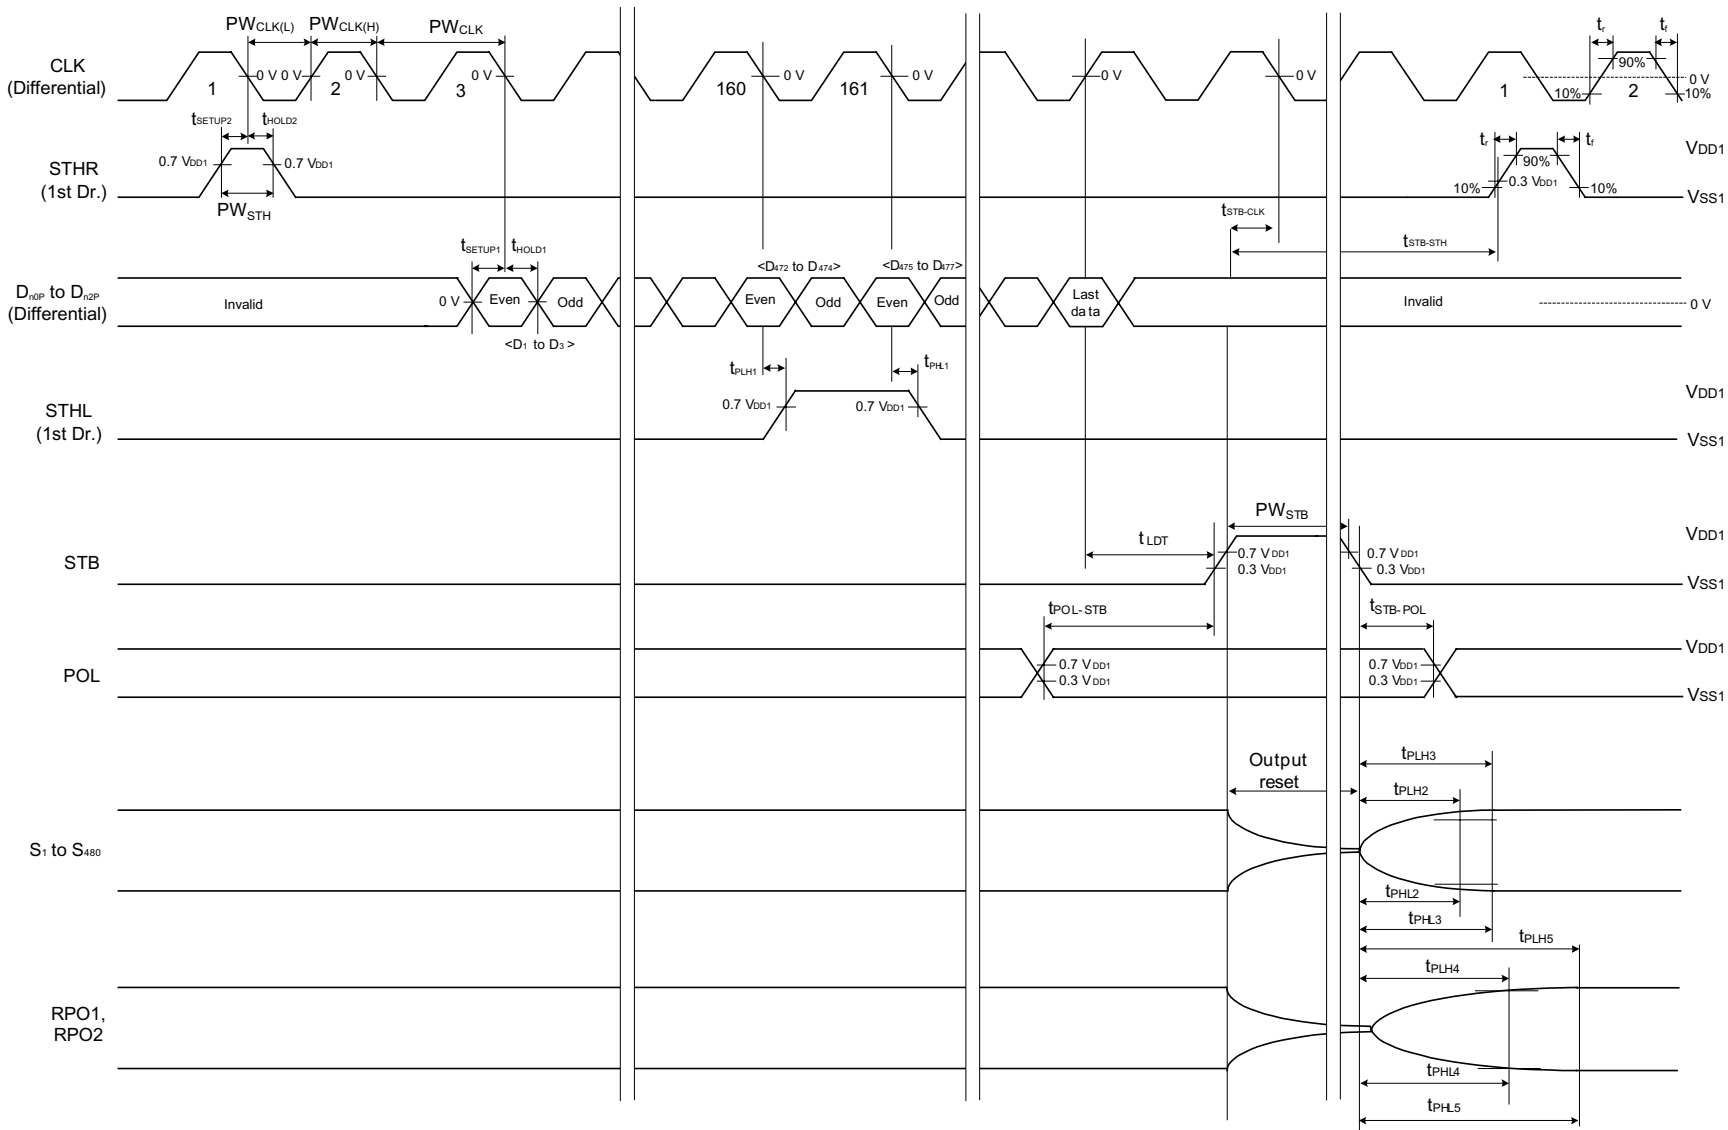 PWCLK(L) PWCLK(H) PWCLK
CLK
(Differential)
1 0 V 0 V 2 0 V 3 0 V
160 0 V 161 0 V 0 V 0 V
1 2 tr tf 90% 10% 10% 0 V
tSETUP2 tHOLD2
STHR
(1st Dr.)
0.7 VDD1 0.7 VDD1
PWSTH
tr tf
90%
0.3 VDD1
10% 10%
VDD1
VSS1
tSTB-CLK
tSTB-STH
tSETUP1 tHOLD1
<D472 to D474> <D475 to D477>
Dn0P to Dn2P
(Differential)
Invalid 0 V Even Odd Even Odd Even Odd
Last
data
Invalid 0 V
<D1 to D3 >
tPLH1 tPHL1
STHL
(1st Dr.)
0.7 VDD1 0.7 VDD1
VDD1
VSS1
PWSTB
tLDT
STB
0.7 VDD1
0.3 VDD1
0.7 VDD1
0.3 VDD1
VDD1
VSS1
tPOL-STB tSTB-POL
POL
0.7 VDD1
0.3 VDD1
0.7 VDD1
0.3 VDD1
VDD1
VSS1
Output
reset
tPLH3
tPLH2
S1 to S480
tPHL2
tPHL3
tPLH5
tPLH4
RPO1,
RPO2
tPHL4
tPHL5